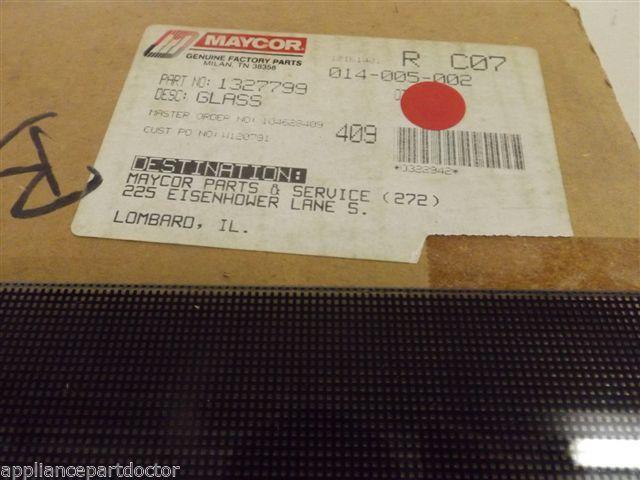 MAYCOR
GENUINE FACTORY PARTS
MILAN, TN 38358
R C07
014-005-002
PART NO: 1327799
DESC: GLASS
MASTER ORDER NO: 104628409
CUST PO NO: W120791
409
*D322942*
DESTINATION:
MAYCOR PARTS & SERVICE (272)
225 EISENHOWER LANE S.
LOMBARD, IL.
R
appliancepartdoctor